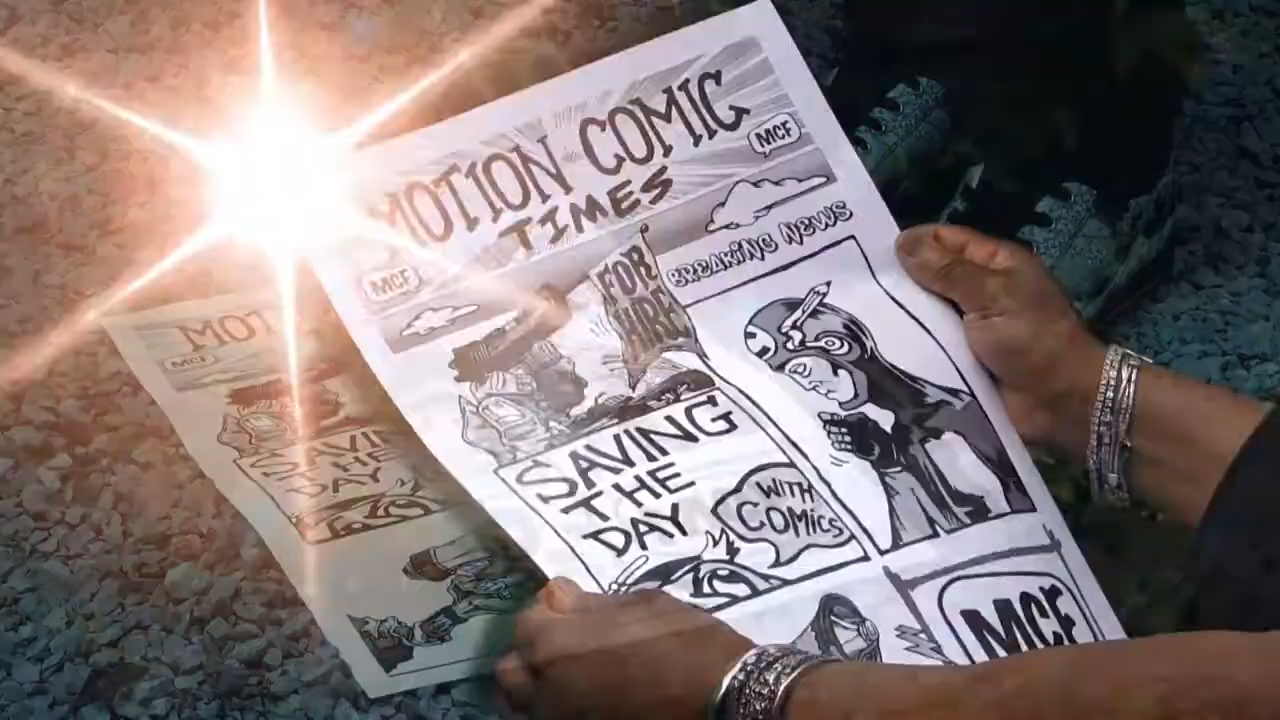 MOTION COMIC
TIMES
MCF
MCF
FOR
HIRE
BREAKING NEWS
SAVING
THE
DAY
WITH
COMICS
MCF
MOT
MCF
SAVIN
THE
DAY